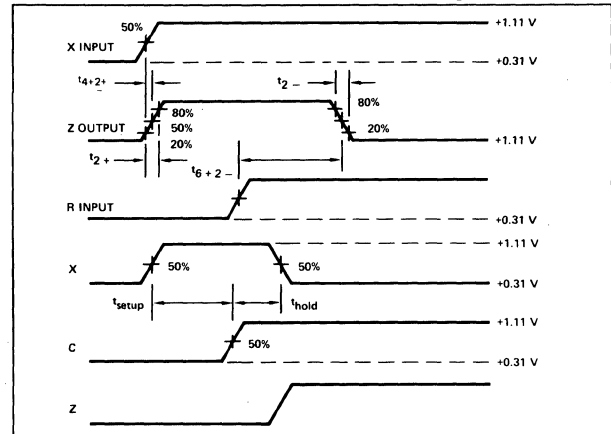 50% +1.11 V
X INPUT
+0.31 V
t4+2+ t2 −
80% 80%
Z OUTPUT 50% 20%
20% +1.11 V
t2 + t6 + 2 −
R INPUT
+0.31 V
+1.11 V
X 50% 50%
+0.31 V
tsetup thold
+1.11 V
C 50%
+0.31 V
Z